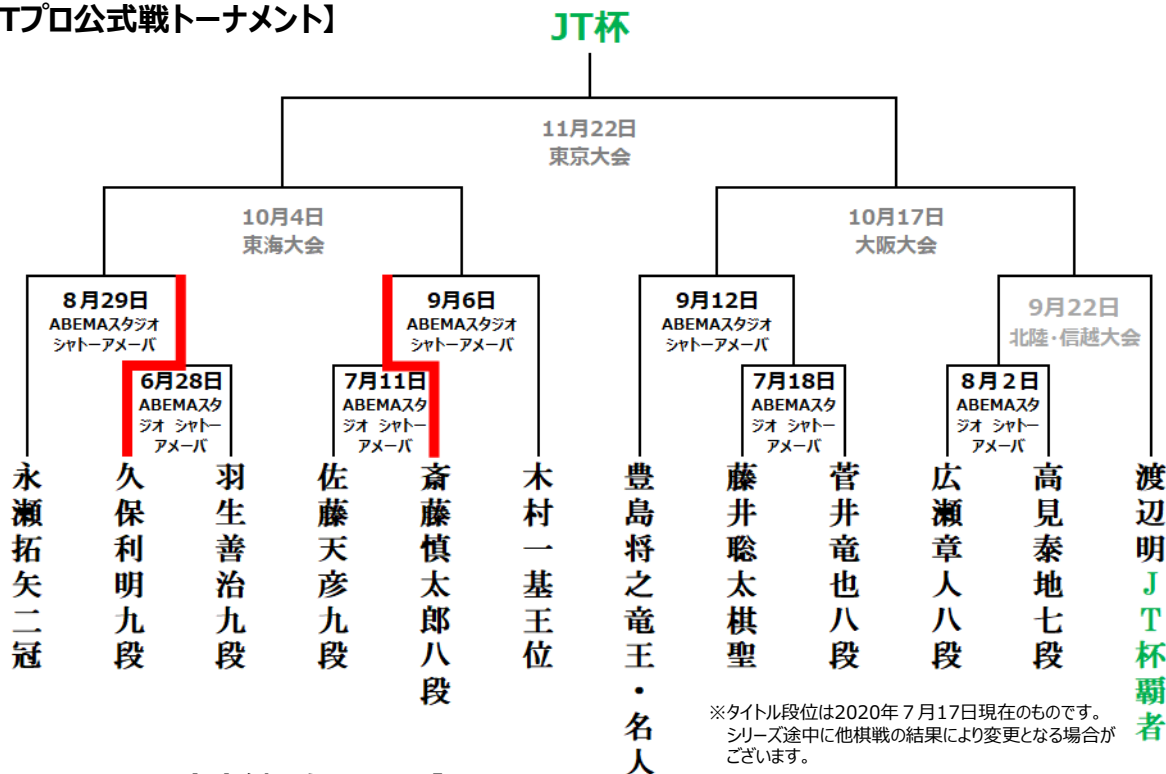 Tプロ公式戦トーナメント】
JT杯
11月22日
東京大会
10月4日
東海大会
10月17日
大阪大会
8月29日
ABEMAスタジオ
シャトーアメーバ
9月6日
ABEMAスタジオ
シャトーアメーバ
9月12日
ABEMAスタジオ
シャトーアメーバ
9月22日
北陸・信越大会
6月28日
ABEMAスタ
ジオ シャトー
アメーバ
7月11日
ABEMAスタ
ジオ シャトー
アメーバ
7月18日
ABEMAスタ
ジオ シャトー
アメーバ
8月2日
ABEMAスタ
ジオ シャトー
アメーバ
永瀬拓矢二冠
久保利明九段
羽生善治九段
佐藤天彦九段
斎藤慎太郎八段
木村一基王位
豊島将之竜王・名人
藤井聡太棋聖
菅井竜也八段
広瀬章人八段
高見泰地七段
渡辺明JT杯覇者
※タイトル段位は2020年7月17日現在のものです。
シリーズ途中に他棋戦の結果により変更となる場合が
ございます。